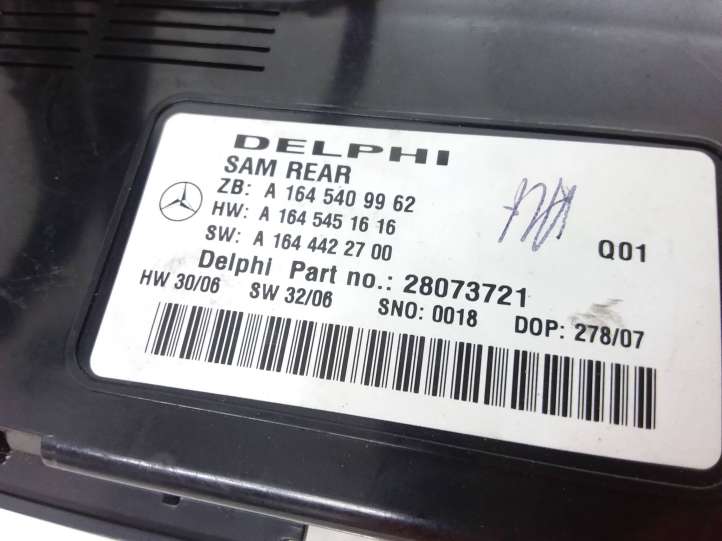 DELPHI
SAM REAR
ZB: A 164 540 99 62
HW: A 164 545 16 16
SW: A 164 442 27 00
Q01
Delphi Part no.: 28073721
HW 30/06 SW 32/06 SNO: 0018 DOP: 278/07